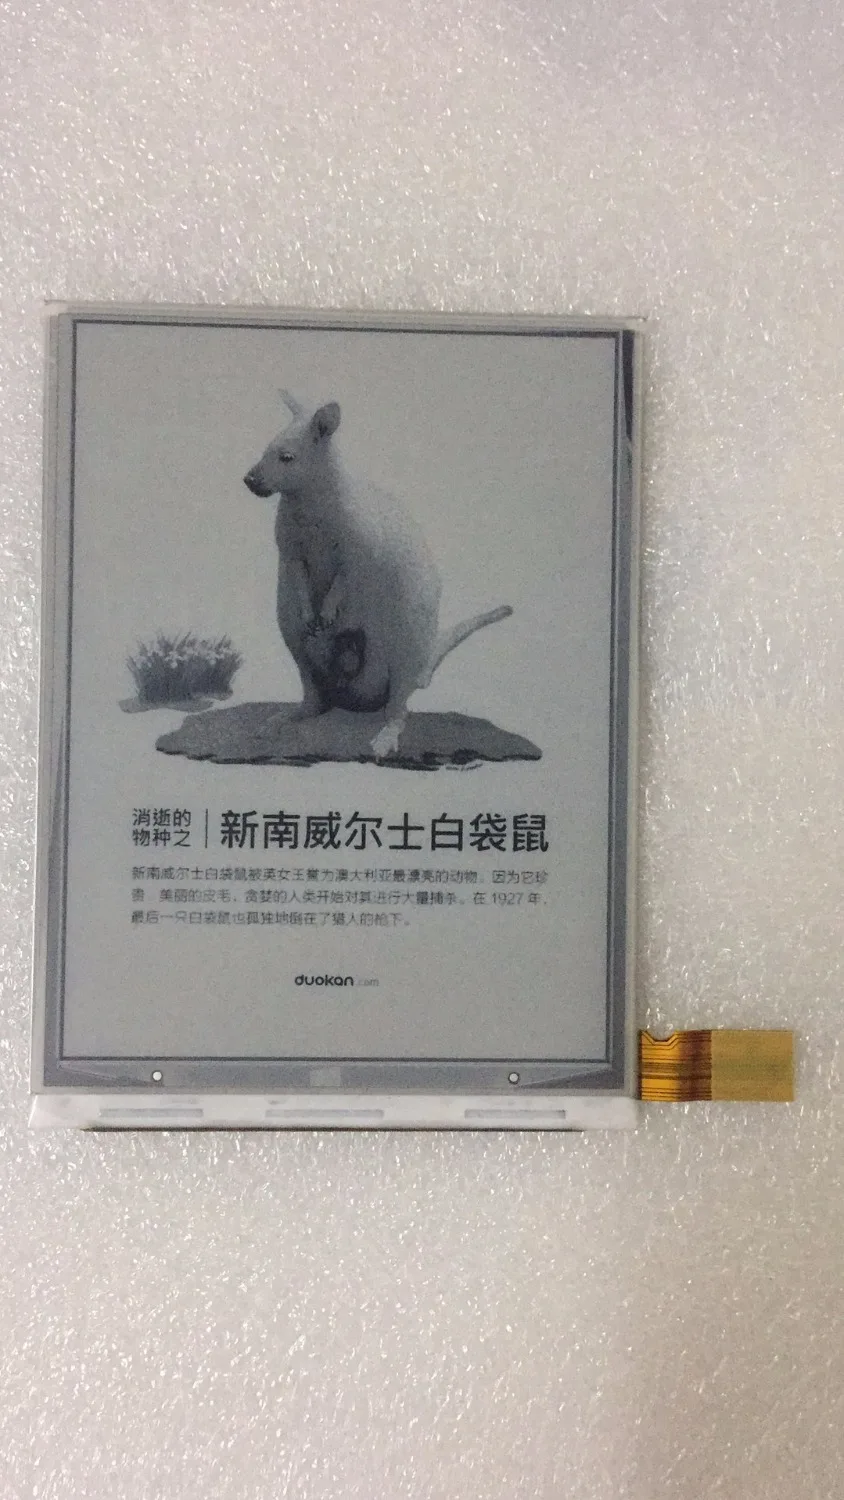 消逝的
物种之
新南威尔士白袋鼠
新南威尔士白袋鼠被英女王誉为澳大利亚最漂亮的动物。因为它珍
贵、美丽的皮毛，贪婪的人类开始对其进行大量捕杀。在 1927 年，
最后一只白袋鼠也孤独地倒在了猎人的枪下。
duokan.com